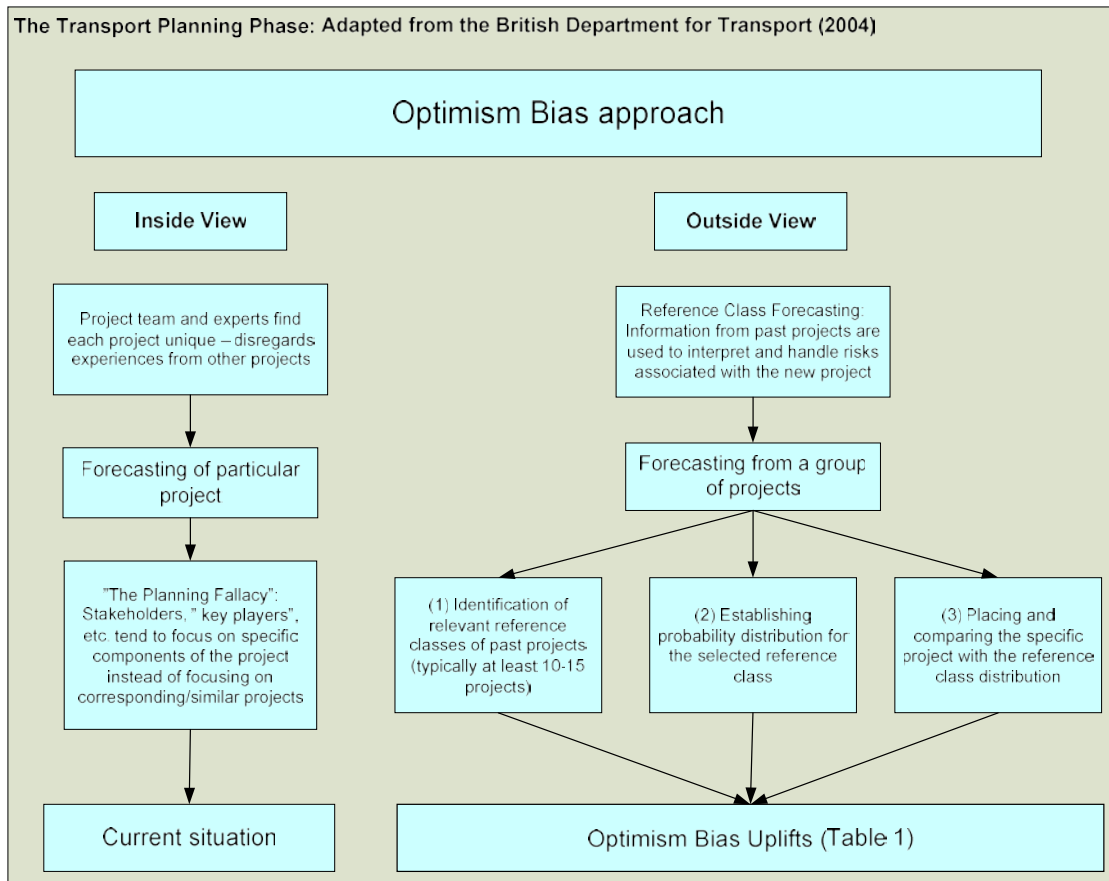 The Transport Planning Phase: Adapted from the British Department for Transport (2004)
Optimism Bias approach
Inside View
Outside View
Project team and experts find
each project unique – disregards
experiences from other projects
Reference Class Forecasting:
Information from past projects are
used to interpret and handle risks
associated with the new project
Forecasting of particular
project
Forecasting from a group
of projects
"The Planning Fallacy":
Stakeholders, " key players",
etc. tend to focus on specific
components of the project
instead of focusing on
corresponding/similar projects
(1) Identification of
relevant reference
classes of past projects
(typically at least 10-15
projects)
(2) Establishing
probability distribution for
the selected reference
class
(3) Placing and
comparing the specific
project with the reference
class distribution
Current situation
Optimism Bias Uplifts (Table 1)